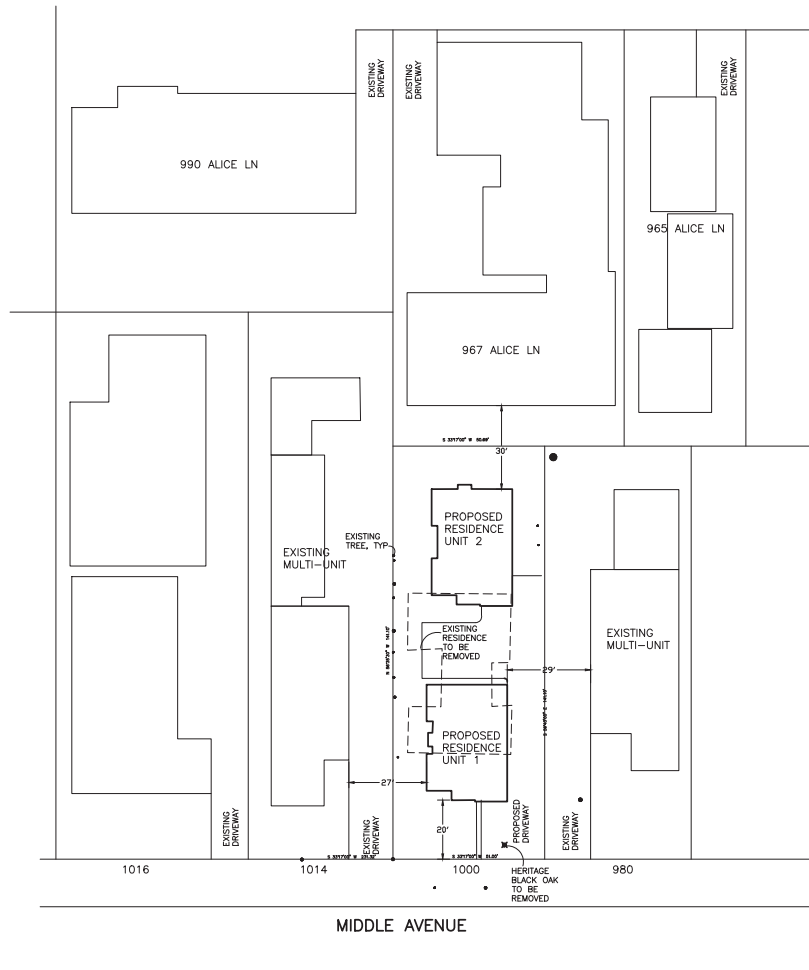 EXISTING
DRIVEWAY
EXISTING
DRIVEWAY
EXISTING
DRIVEWAY
990 ALICE LN
965 ALICE LN
967 ALICE LN
30'
PROPOSED
RESIDENCE
UNIT 2
EXISTING
TREE, TYP
EXISTING
MULTI-UNIT
EXISTING
RESIDENCE
TO BE
REMOVED
EXISTING
MULTI-UNIT
29'
PROPOSED
RESIDENCE
UNIT 1
27'
20'
EXISTING
DRIVEWAY
EXISTING
DRIVEWAY
PROPOSED
DRIVEWAY
EXISTING
DRIVEWAY
1016
1014
1000
980
HERITAGE
BLACK OAK
TO BE
REMOVED
MIDDLE AVENUE